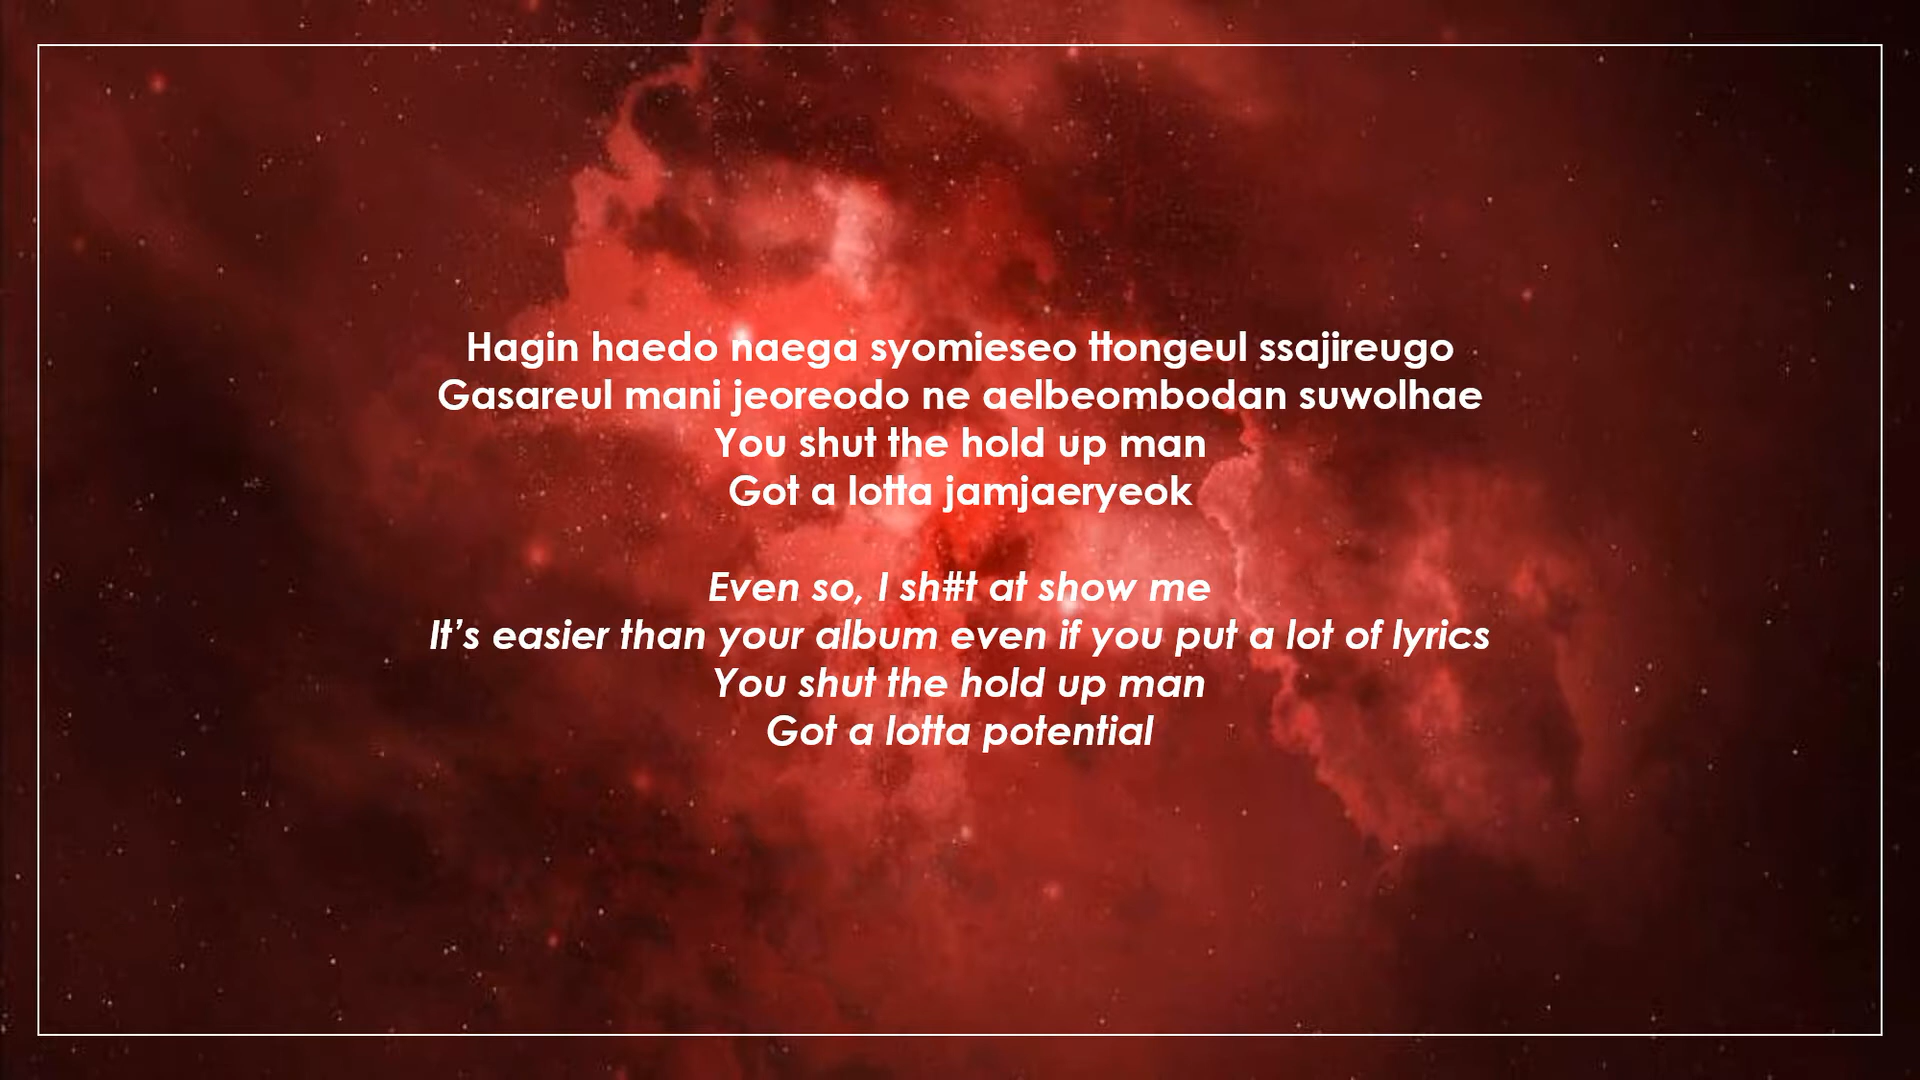 Hagin haedo naega syomieseo ttongeul ssajireugo
Gasareul mani jeoreodo ne aelbeombodan suwolhae
You shut the hold up man
Got a lotta jamjaeryeok
Even so, I sh#t at show me
It’s easier than your album even if you put a lot of lyrics
You shut the hold up man
Got a lotta potential